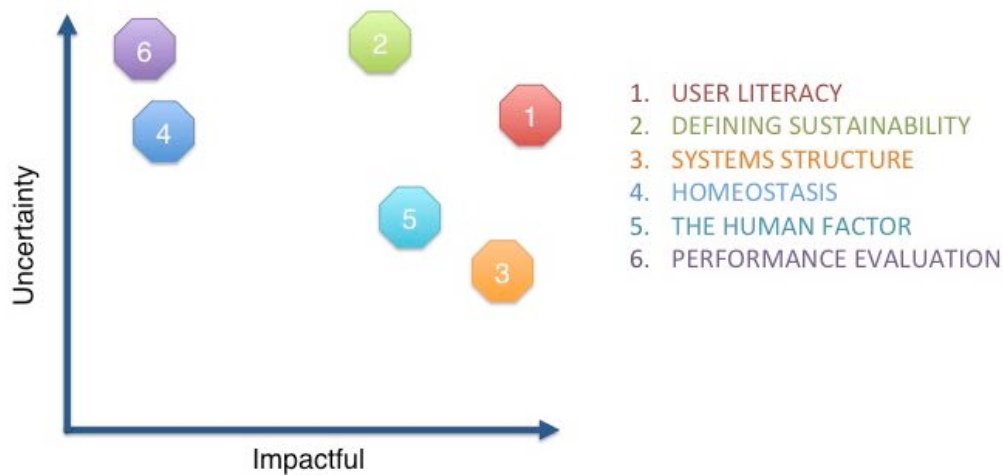 6
2
1
4
5
3
Uncertainty
Impactful
1. USER LITERACY
2. DEFINING SUSTAINABILITY
3. SYSTEMS STRUCTURE
4. HOMEOSTASIS
5. THE HUMAN FACTOR
6. PERFORMANCE EVALUATION